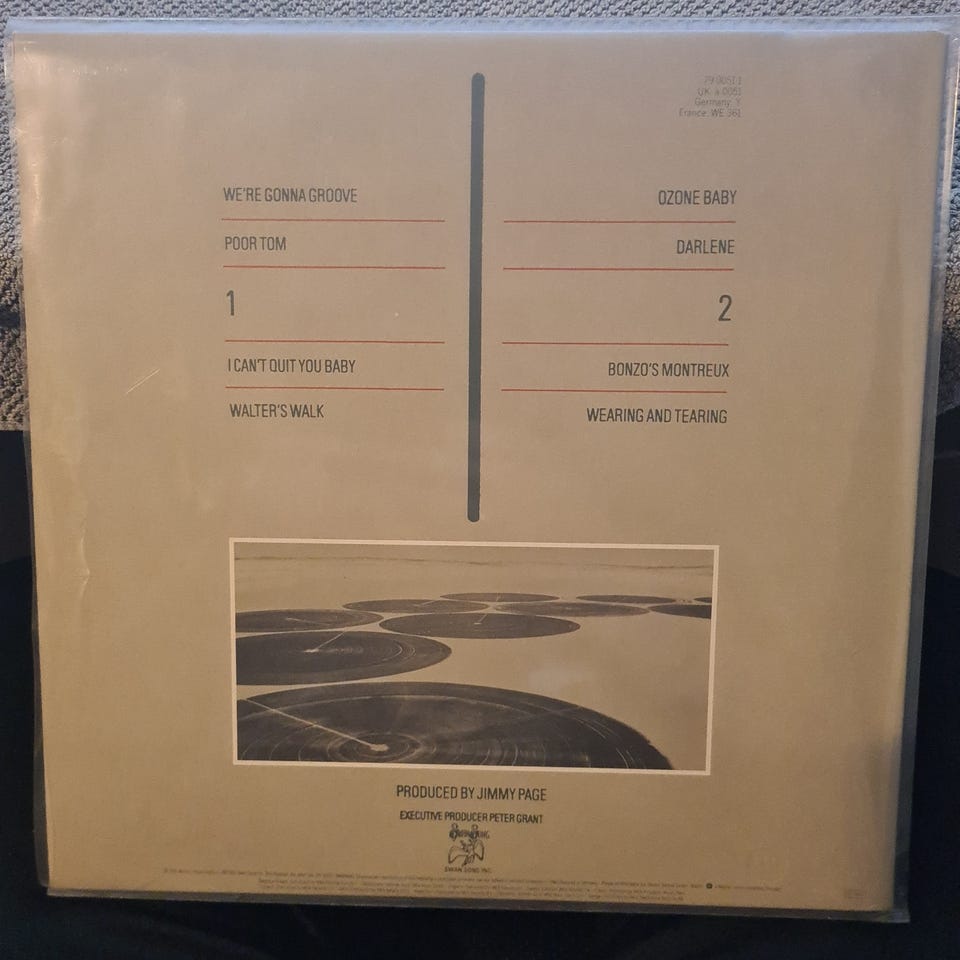 79 0051 1
UK: a 0051
Germany: Y
France: WE 361
WE'RE GONNA GROOVE
POOR TOM
1
I CAN'T QUIT YOU BABY
WALTER'S WALK
OZONE BABY
DARLENE
2
BONZO'S MONTREUX
WEARING AND TEARING
PRODUCED BY JIMMY PAGE
EXECUTIVE PRODUCER PETER GRANT
Swan Song
SWAN SONG INC.